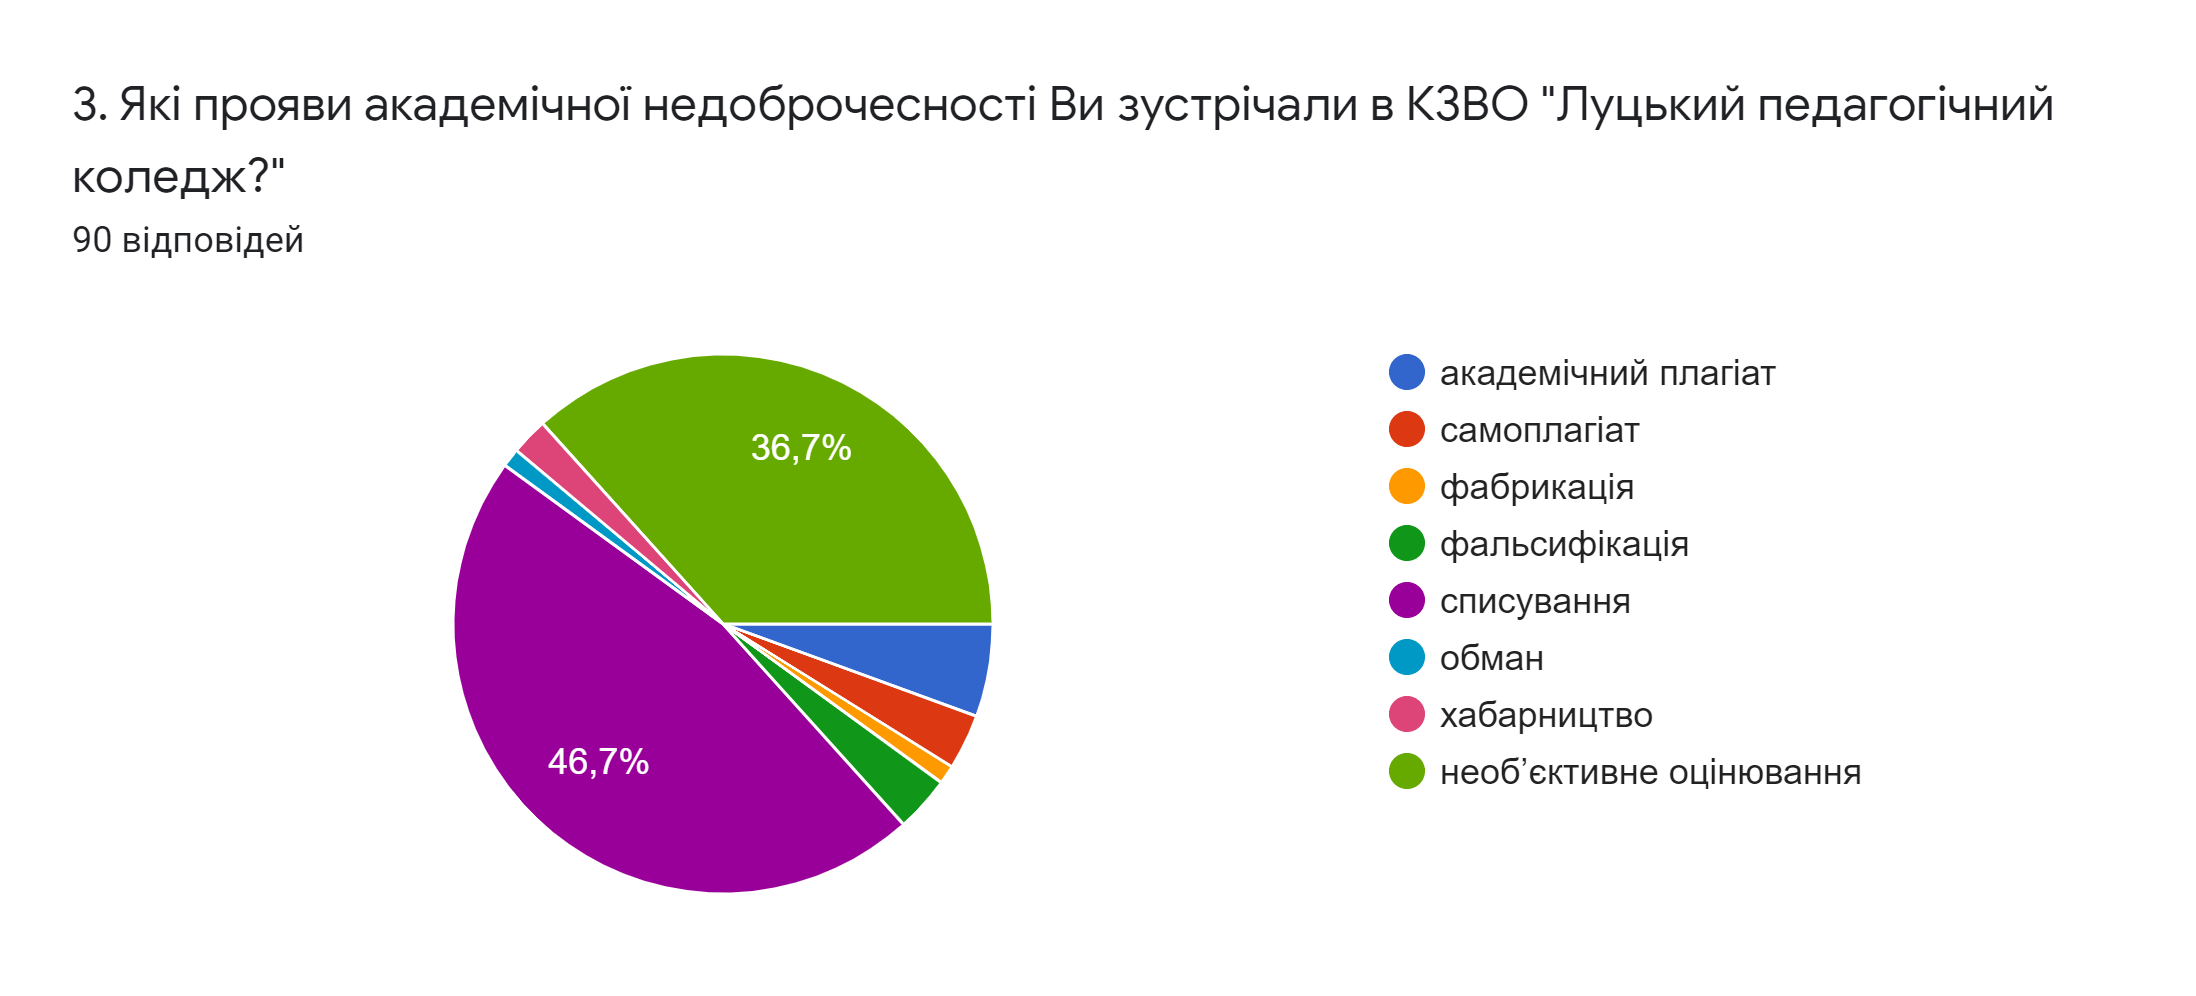 3. Які прояви академічної недоброчесності Ви зустрічали в КЗВО "Луцький педагогічний
коледж?"
90 відповідей
36,7%
46,7%
академічний плагіат
самоплагіат
фабрикація
фальсифікація
списування
обман
хабарництво
необ’єктивне оцінювання